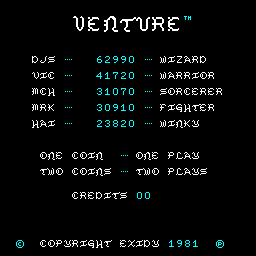 VENTURE™
DJS — 62990 — WIZARD
VIC — 41720 — WARRIOR
MCH — 31070 — SORCERER
MRK — 30910 — FIGHTER
HAI — 23820 — WINKY
ONE COIN — ONE PLAY
TWO COINS — TWO PLAYS
CREDITS 00
© COPYRIGHT EXIDY 1981 ℗